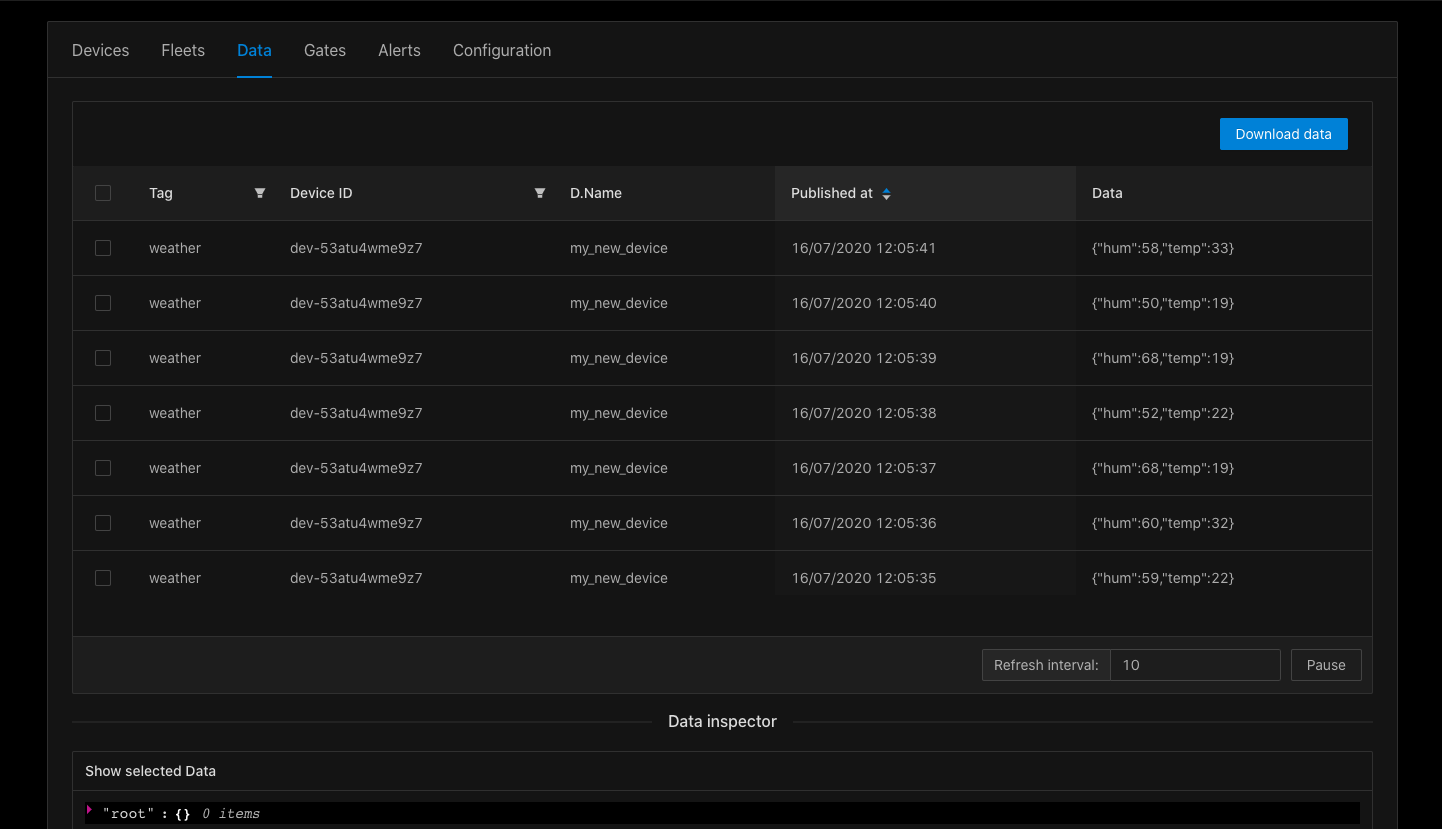 Devices Fleets Data Gates Alerts Configuration
Download data
Tag Device ID D.Name Published at Data
weather dev-53atu4wme9z7 my_new_device 16/07/2020 12:05:41 {"hum":58,"temp":33}
weather dev-53atu4wme9z7 my_new_device 16/07/2020 12:05:40 {"hum":50,"temp":19}
weather dev-53atu4wme9z7 my_new_device 16/07/2020 12:05:39 {"hum":68,"temp":19}
weather dev-53atu4wme9z7 my_new_device 16/07/2020 12:05:38 {"hum":52,"temp":22}
weather dev-53atu4wme9z7 my_new_device 16/07/2020 12:05:37 {"hum":68,"temp":19}
weather dev-53atu4wme9z7 my_new_device 16/07/2020 12:05:36 {"hum":60,"temp":32}
weather dev-53atu4wme9z7 my_new_device 16/07/2020 12:05:35 {"hum":59,"temp":22}
Refresh interval: 10 Pause
Data inspector
Show selected Data
"root" : {} 0 items